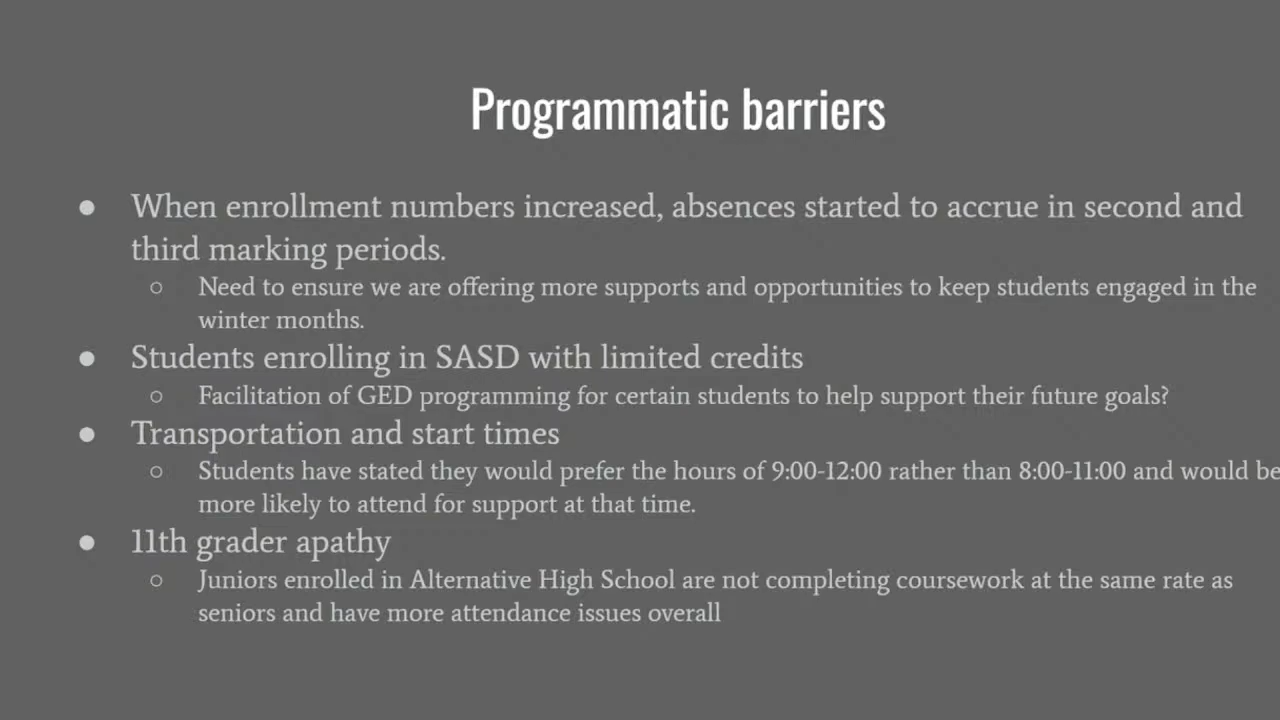 Programmatic barriers
● When enrollment numbers increased, absences started to accrue in second and
third marking periods.
○ Need to ensure we are offering more supports and opportunities to keep students engaged in the
winter months.
● Students enrolling in SASD with limited credits
○ Facilitation of GED programming for certain students to help support their future goals?
● Transportation and start times
○ Students have stated they would prefer the hours of 9:00-12:00 rather than 8:00-11:00 and would be
more likely to attend for support at that time.
● 11th grader apathy
○ Juniors enrolled in Alternative High School are not completing coursework at the same rate as
seniors and have more attendance issues overall